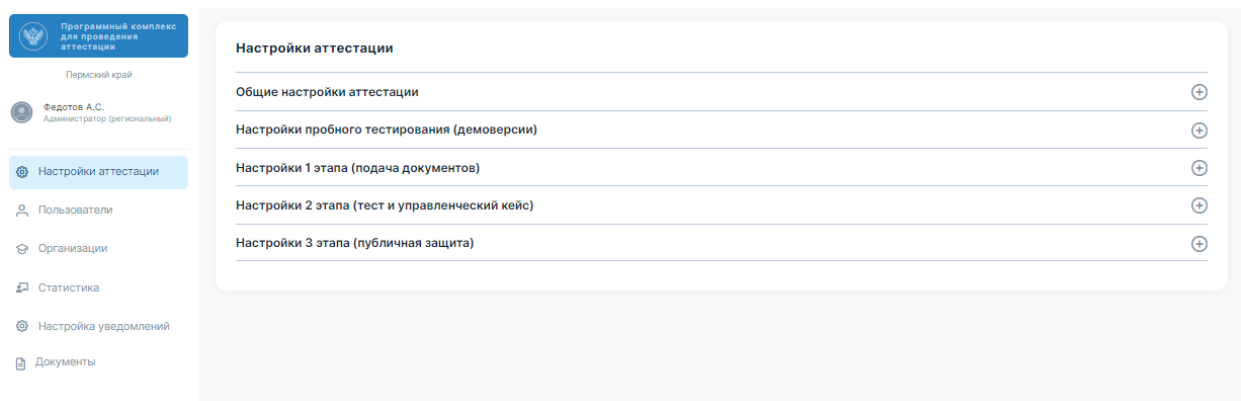 Программный комплекс
для проведения
аттестации
Пермский край
Федотов А.С.
Администратор (региональный)
Настройки аттестации
Пользователи
Организации
Статистика
Настройка уведомлений
Документы
Настройки аттестации
Общие настройки аттестации
Настройки пробного тестирования (демоверсии)
Настройки 1 этапа (подача документов)
Настройки 2 этапа (тест и управленческий кейс)
Настройки 3 этапа (публичная защита)